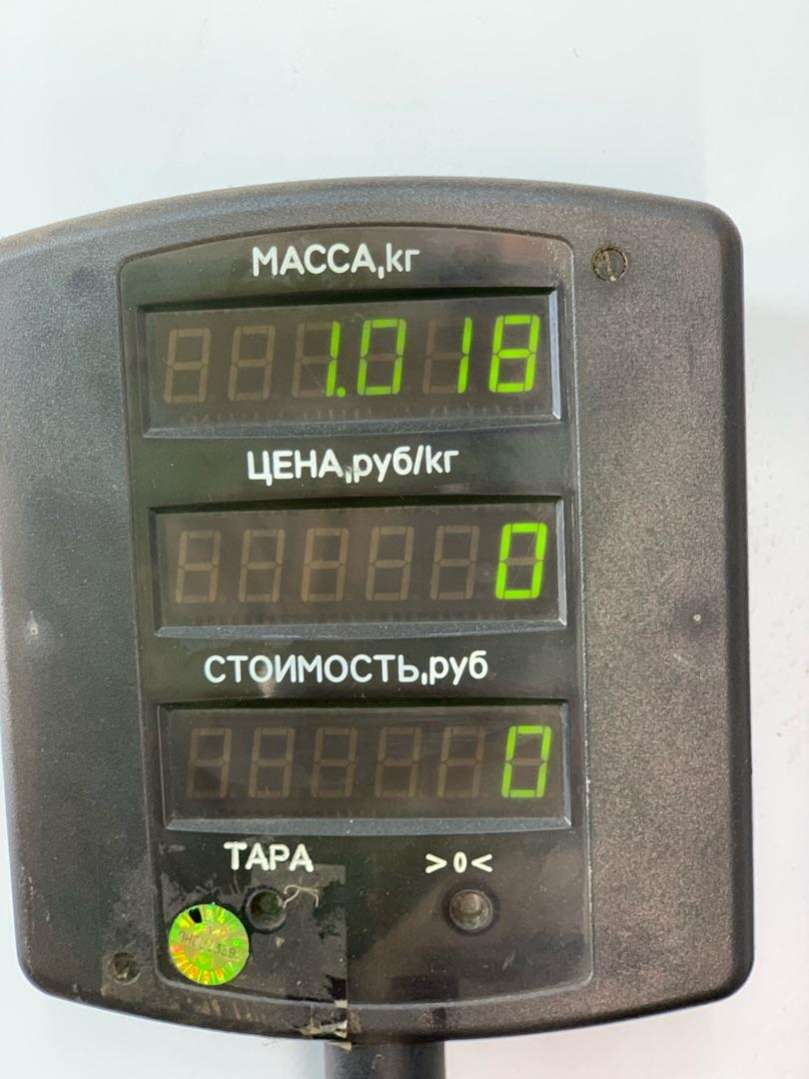 МАССА,кг
1.018
ЦЕНА,руб/кг
0
СТОИМОСТЬ,руб
0
ТАРА >0<